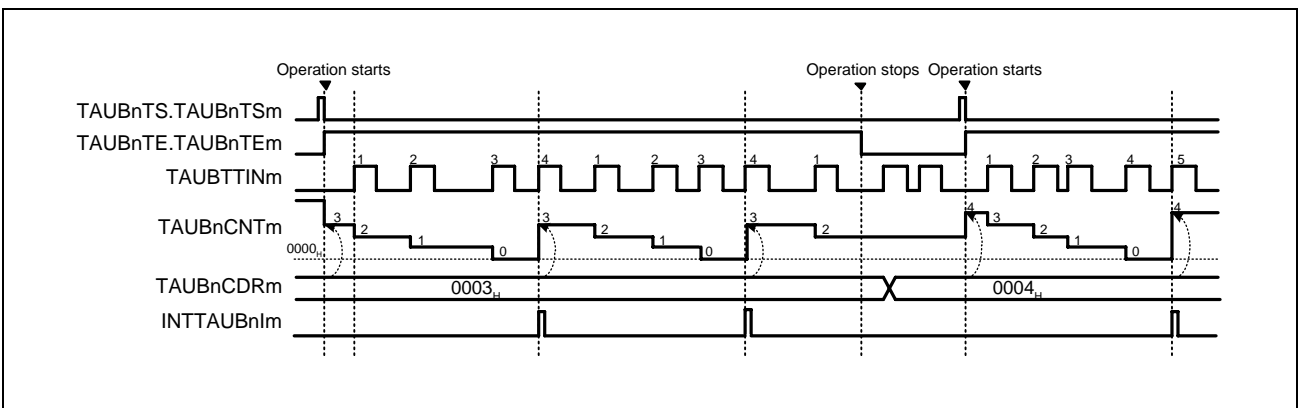 Operation starts Operation stops Operation starts
TAUBnTS.TAUBnTSm
TAUBnTE.TAUBnTEm
1 2 3 4 1 2 3 4 1 1 2 3 4 5
TAUBTTINm
3 2 1 0 3 2 1 0 3 2 4 3 2 1 0 4
TAUBnCNTm
0000H
TAUBnCDRm
0003H 0004H
INTTAUBnIm